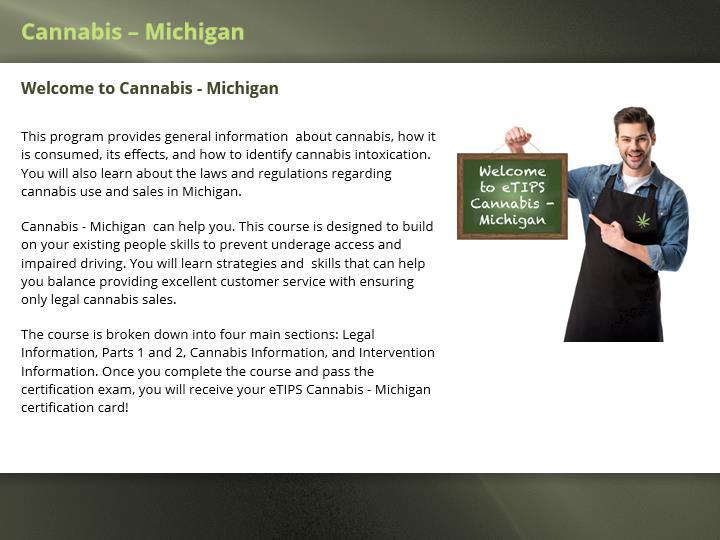 Cannabis – Michigan
Welcome to Cannabis - Michigan
This program provides general information  about cannabis, how it
is consumed, its effects, and how to identify cannabis intoxication.
You will also learn about the laws and regulations regarding
cannabis use and sales in Michigan.
Cannabis - Michigan  can help you. This course is designed to build
on your existing people skills to prevent underage access and
impaired driving. You will learn strategies and  skills that can help
you balance providing excellent customer service with ensuring
only legal cannabis sales.
The course is broken down into four main sections: Legal
Information, Parts 1 and 2, Cannabis Information, and Intervention
Information. Once you complete the course and pass the
certification exam, you will receive your eTIPS Cannabis - Michigan
certification card!
Welcome
to eTIPS
Cannabis -
Michigan